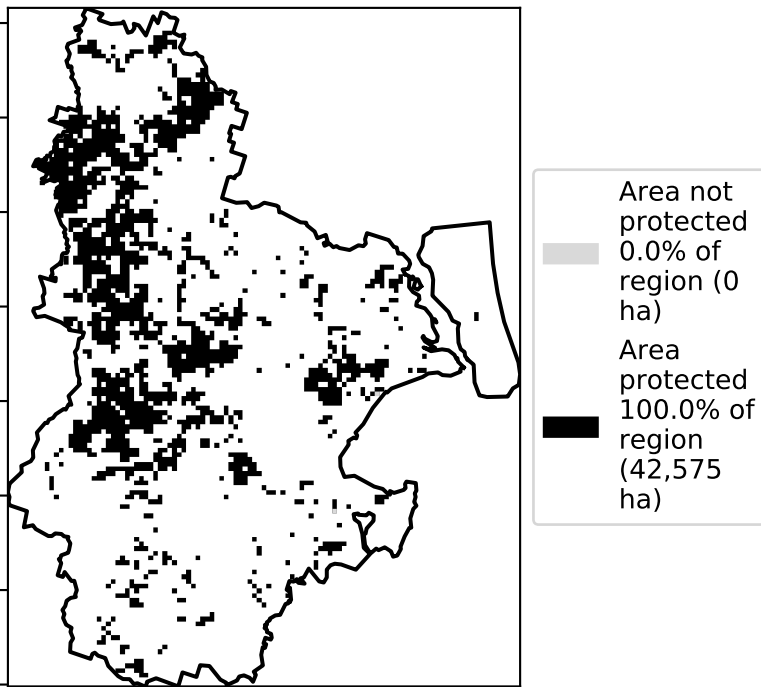 Area not
protected
0.0% of
region (0
ha)
Area
protected
100.0% of
region
(42,575
ha)